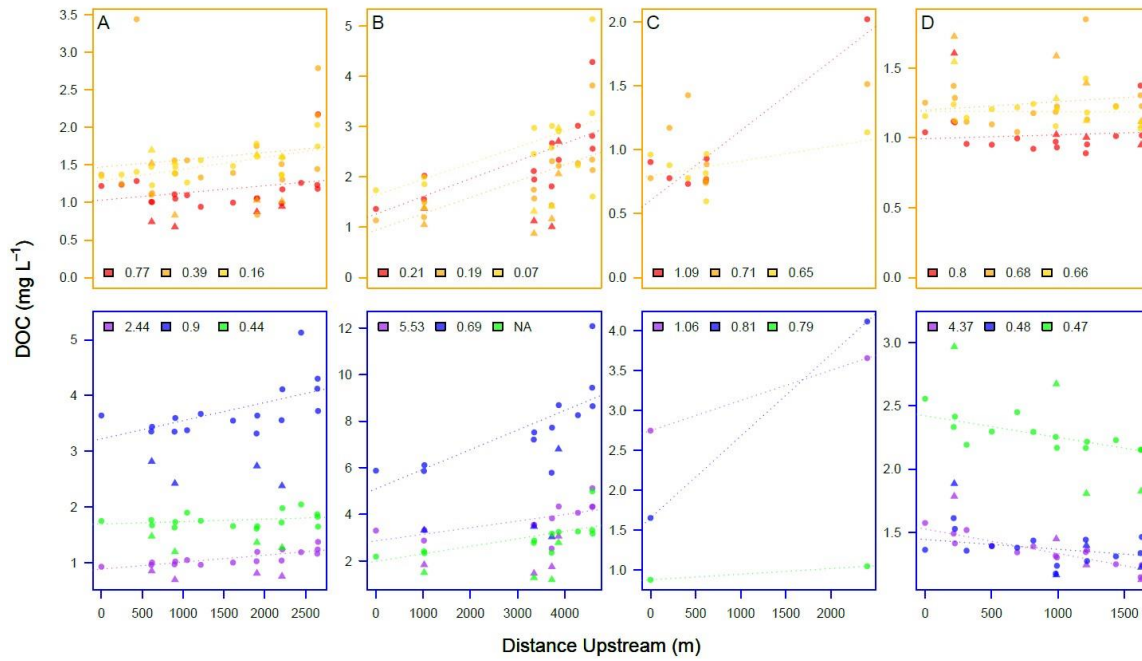 A
B
C
D
3.5
3.0
2.5
2.0
1.5
1.0
0.5
0.0
5
4
3
2
1
0
2.0
1.5
1.0
0.5
0.0
1.5
1.0
0.5
0.0
0.77 0.39 0.16
0.21 0.19 0.07
1.09 0.71 0.65
0.8 0.68 0.66
DOC (mg L⁻¹)
2.44 0.9 0.44
5.53 0.69 NA
1.06 0.81 0.79
4.37 0.48 0.47
5
4
3
2
1
12
10
8
6
4
2
4.0
3.5
3.0
2.5
2.0
1.5
1.0
3.0
2.5
2.0
1.5
0 500 1000 1500 2000 2500
0 1000 2000 3000 4000
0 500 1000 1500 2000
0 500 1000 1500
Distance Upstream (m)